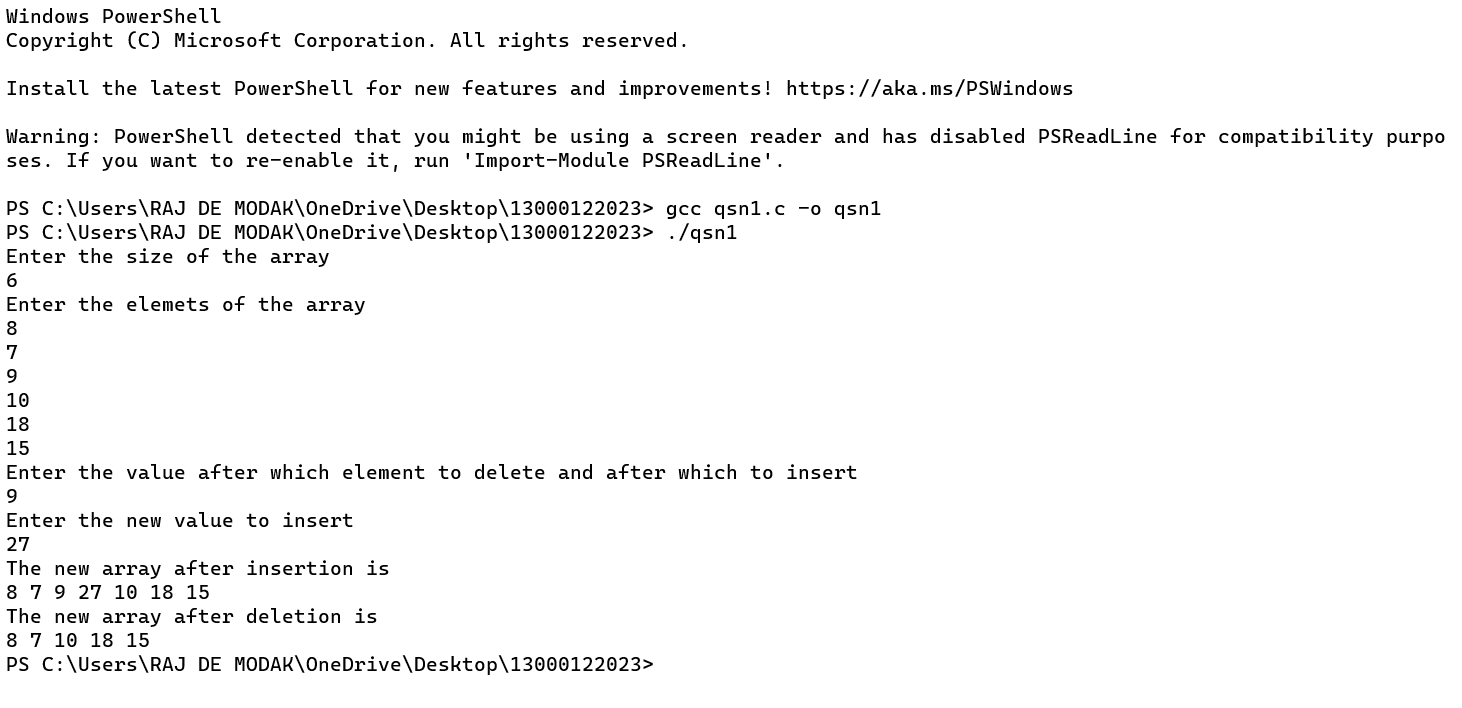 Windows PowerShell
Copyright (C) Microsoft Corporation. All rights reserved.
Install the latest PowerShell for new features and improvements! https://aka.ms/PSWindows
Warning: PowerShell detected that you might be using a screen reader and has disabled PSReadLine for compatibility purpo
ses. If you want to re-enable it, run 'Import-Module PSReadLine'.
PS C:\Users\RAJ DE MODAK\OneDrive\Desktop\13000122023> gcc qsn1.c -o qsn1
PS C:\Users\RAJ DE MODAK\OneDrive\Desktop\13000122023> ./qsn1
Enter the size of the array
6
Enter the elemets of the array
8
7
9
10
18
15
Enter the value after which element to delete and after which to insert
9
Enter the new value to insert
27
The new array after insertion is
8 7 9 27 10 18 15
The new array after deletion is
8 7 10 18 15
PS C:\Users\RAJ DE MODAK\OneDrive\Desktop\13000122023>